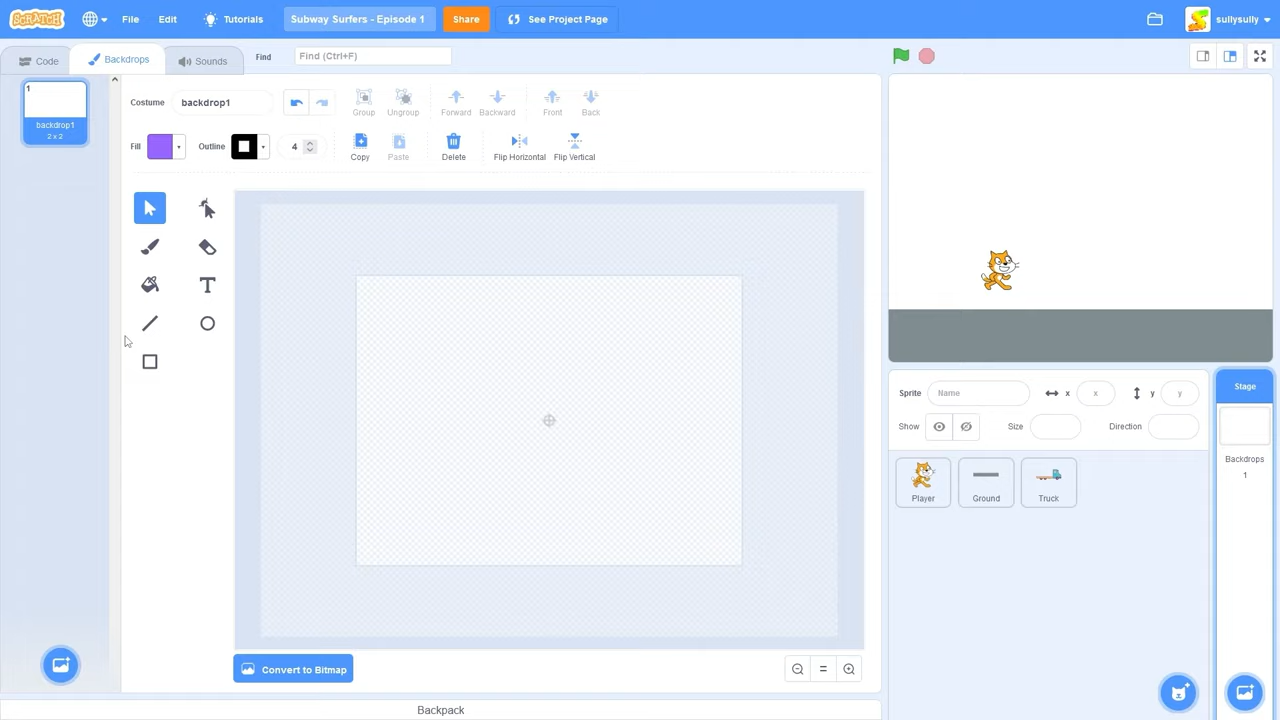 SCRATCH File Edit Tutorials Subway Surfers - Episode 1 Share See Project Page sullysully
Code Backdrops Sounds Find Find (Ctrl+F)
1
backdrop1
2 x 2
Costume backdrop1 Group Ungroup Forward Backward Front Back
Fill Outline 4 Copy Paste Delete Flip Horizontal Flip Vertical
T
Convert to Bitmap
Backpack
Sprite Name x x y y
Show Size Direction
Player Ground Truck
Stage
Backdrops
1